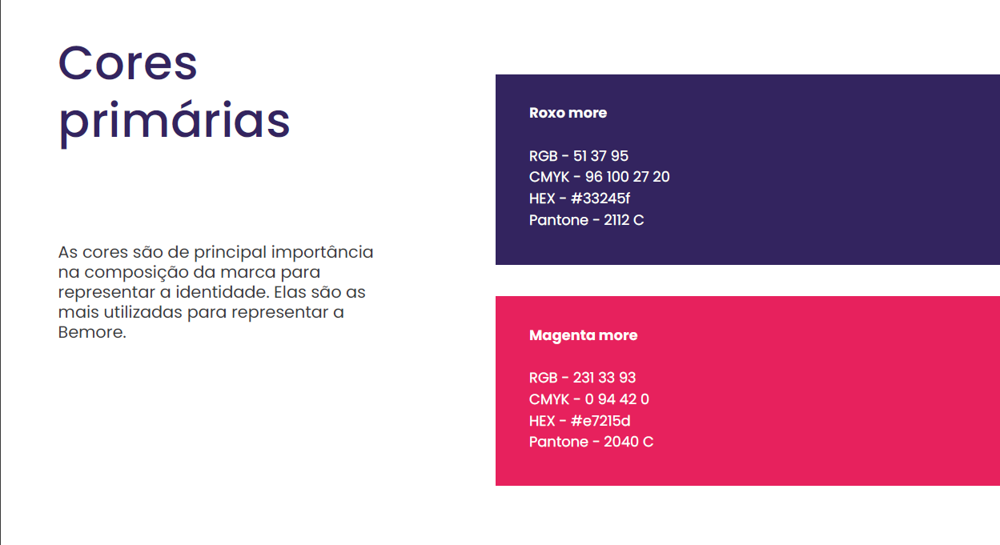 Cores
primárias
As cores são de principal importância
na composição da marca para
representar a identidade. Elas são as
mais utilizadas para representar a
Bemore.
Roxo more
RGB - 51 37 95
CMYK - 96 100 27 20
HEX - #33245f
Pantone - 2112 C
Magenta more
RGB - 231 33 93
CMYK - 0 94 42 0
HEX - #e7215d
Pantone - 2040 C